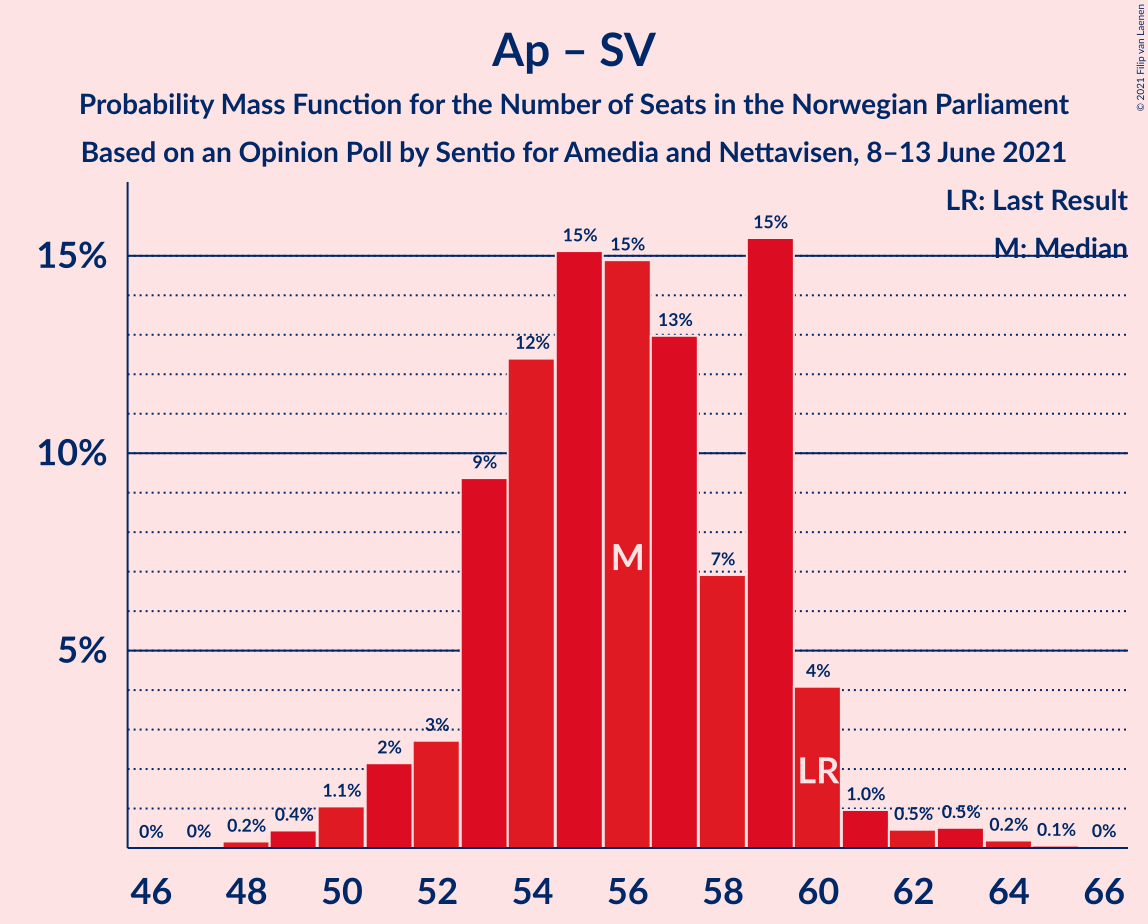 © 2021 Filip van Laenen
Ap – SV
Probability Mass Function for the Number of Seats in the Norwegian Parliament
Based on an Opinion Poll by Sentio for Amedia and Nettavisen, 8–13 June 2021
LR: Last Result
M: Median
15%
10%
5%
0%
0%
0.2%
0.4%
1.1%
2%
3%
9%
12%
15%
15%
13%
7%
15%
4%
1.0%
0.5%
0.5%
0.2%
0.1%
0%
M
LR
46 48 50 52 54 56 58 60 62 64 66